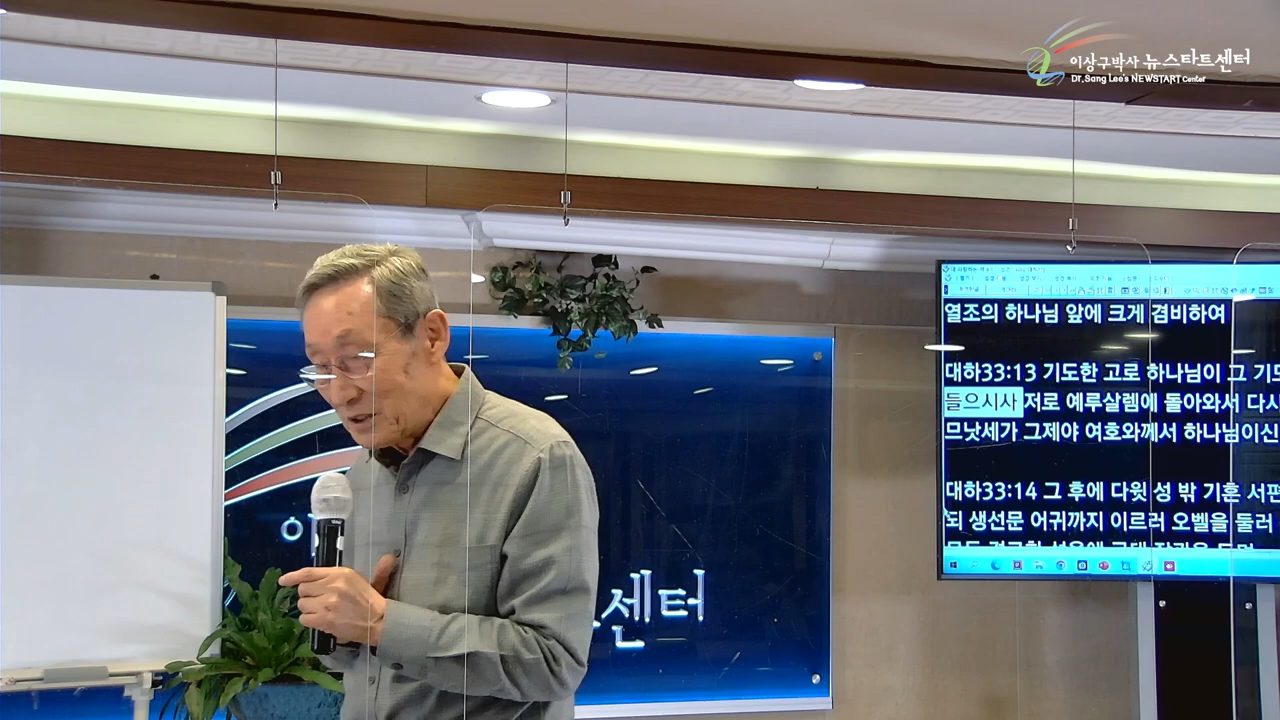 이상구박사 뉴스타트센터
Dr. Sang Lee's NEWSTART Center
열조의 하나님 앞에 크게 겸비하여
대하33:13 기도한 고로 하나님이 그 기도
들으시사 저로 예루살렘에 돌아와서 다시
므낫세가 그제야 여호와께서 하나님이신
대하33:14 그 후에 다윗 성 밖 기혼 서편
되 생선문 어귀까지 이르러 오벨을 둘러
이
센터